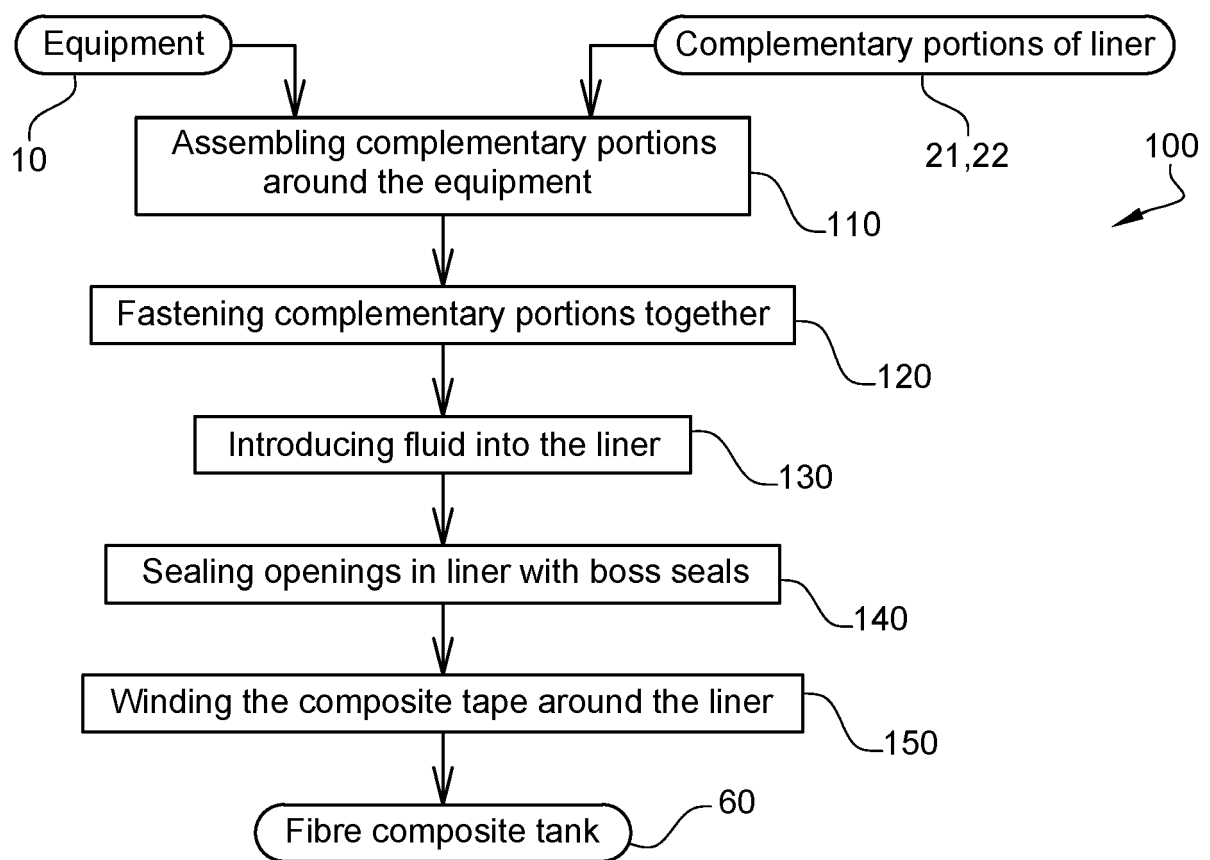 Equipment
Complementary portions of liner
10
21,22
100
Assembling complementary portions
around the equipment
110
Fastening complementary portions together
120
Introducing fluid into the liner
130
Sealing openings in liner with boss seals
140
Winding the composite tape around the liner
150
Fibre composite tank
60